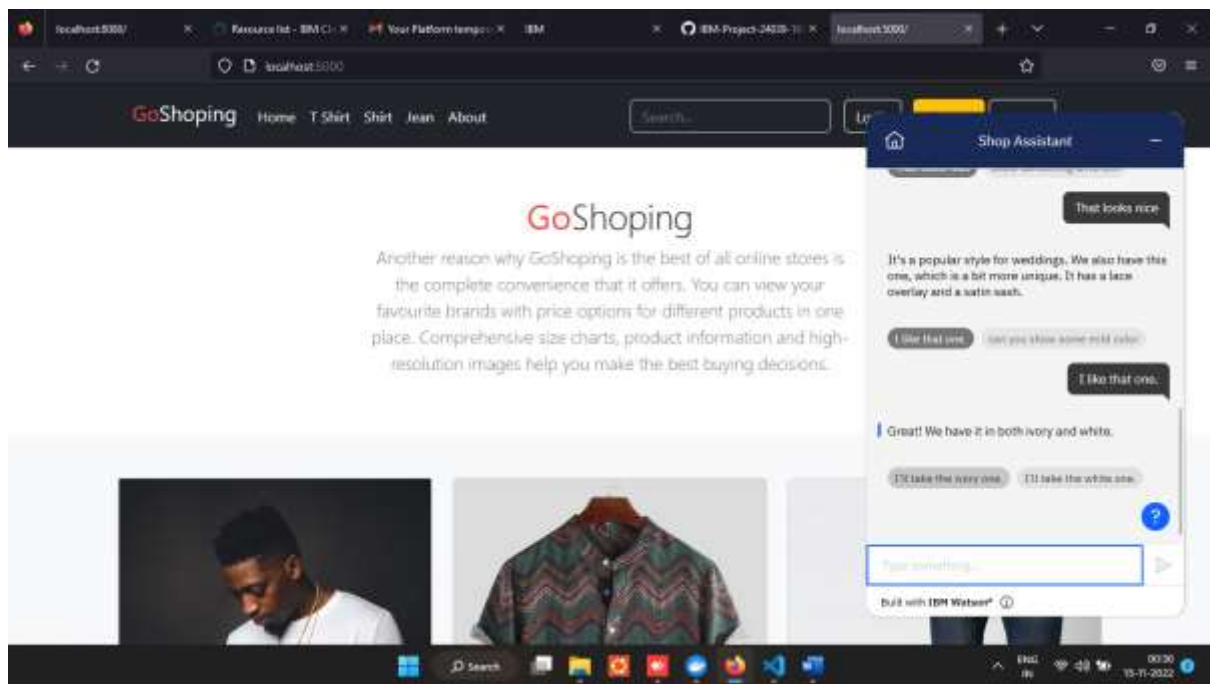 localhost:5000/
Resource list - IBM Cl
Your Platform tempo
IBM
IBM-Project-24228-
localhost:5000/
localhost:5000
GoShoping
Home
T Shirt
Shirt
Jean
About
Search..
Lo
Shop Assistant
That looks nice
GoShoping
Another reason why GoShoping is the best of all online stores is
the complete convenience that it offers. You can view your
favourite brands with price options for different products in one
place. Comprehensive size charts, product information and high-
resolution images help you make the best buying decisions.
It's a popular style for weddings. We also have this
one, which is a bit more unique. It has a lace
overlay and a satin sash.
I like that one.
can you show some mild color
I like that one.
Great! We have it in both ivory and white.
I'll take the ivory one.
I'll take the white one.
?
Type something...
Built with IBM Watson®
Search
ENG
IN
00:30
15-11-2022